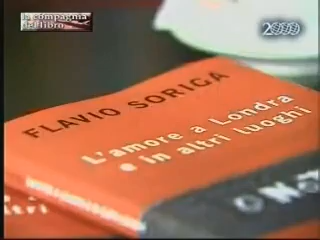 la compagnia
del libro
2000
FLAVIO SORIGA
L'amore a Londra
e in altri luoghi